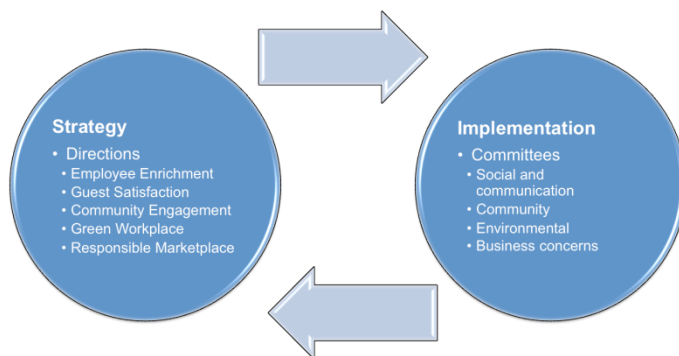 Strategy
• Directions
• Employee Enrichment
• Guest Satisfaction
• Community Engagement
• Green Workplace
• Responsible Marketplace
Implementation
• Committees
• Social and
communication
• Community
• Environmental
• Business concerns